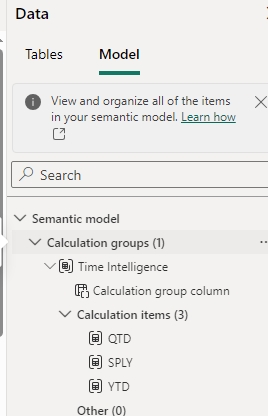 Data
Tables Model
View and organize all of the items
in your semantic model. Learn how
Search
Semantic model
Calculation groups (1)
Time Intelligence
Calculation group column
Calculation items (3)
QTD
SPLY
YTD
Other (0)